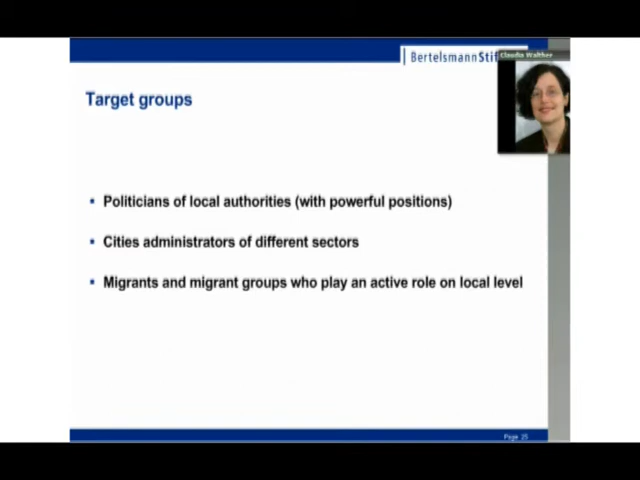 BertelsmannStif
Claudia Walther
Target groups
▪ Politicians of local authorities (with powerful positions)
▪ Cities administrators of different sectors
▪ Migrants and migrant groups who play an active role on local level
Page 25